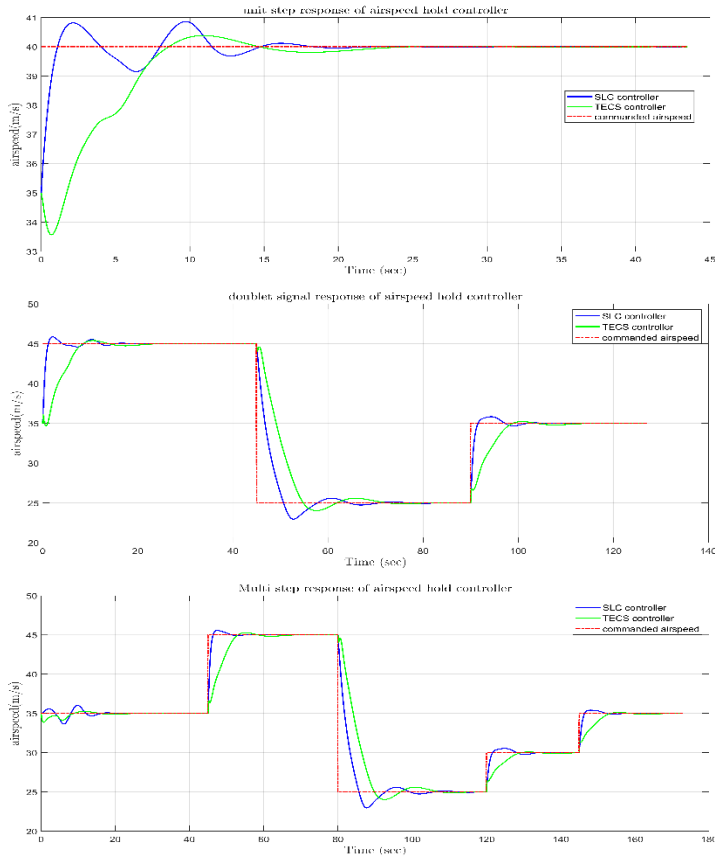 unit step response of airspeed hold controller
41
40
39
38
37
36
35
34
33
airspeed(m/s)
SLC controller
TECS controller
commanded airspeed
0 5 10 15 20 25 30 35 40 45
Time (sec)
doublet signal response of airspeed hold controller
50
45
40
35
30
25
20
airspeed(m/s)
SLC controller
TECS controller
commanded airspeed
0 20 40 60 80 100 120 140
Time (sec)
Multi step response of airspeed hold controller
50
45
40
35
30
25
20
airspeed(m/s)
SLC controller
TECS controller
commanded airspeed
0 20 40 60 80 100 120 140 160 180
Time (sec)